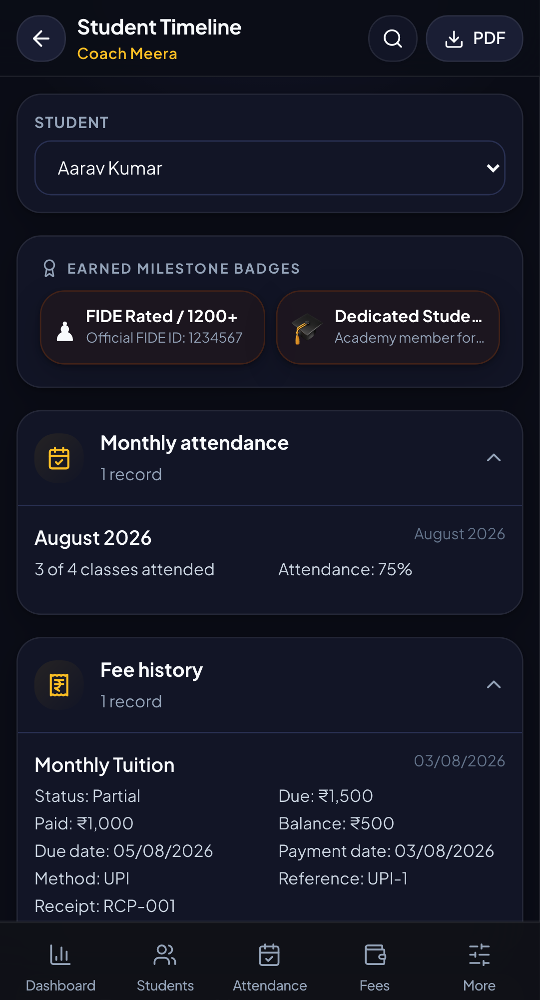 Student Timeline
Coach Meera
PDF
STUDENT
Aarav Kumar
EARNED MILESTONE BADGES
FIDE Rated / 1200+
Official FIDE ID: 1234567
Dedicated Stude...
Academy member for...
Monthly attendance
1 record
August 2026
August 2026
3 of 4 classes attended
Attendance: 75%
Fee history
1 record
Monthly Tuition
03/08/2026
Status: Partial
Due: ₹1,500
Paid: ₹1,000
Balance: ₹500
Due date: 05/08/2026
Payment date: 03/08/2026
Method: UPI
Reference: UPI-1
Receipt: RCP-001
Dashboard
Students
Attendance
Fees
More